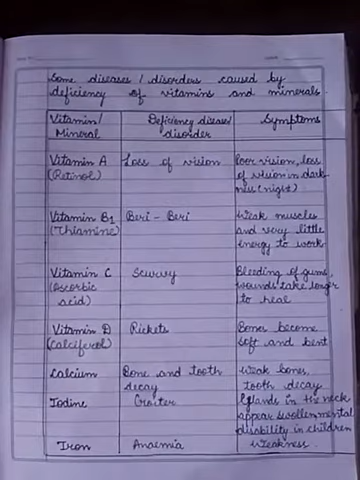 Some diseases / disorders caused by
deficiency of vitamins and minerals.
Vitamin/ Deficiency disease/ Symptoms
Mineral disorder
Vitamin A Loss of vision Poor vision, loss
(Retinol) of vision in dark
ness (night)
Vitamin B1 Beri - Beri Weak muscles
(Thiamine) and very little
energy to work
Vitamin C Scurvy Bleeding of gums,
(Ascorbic wounds take longer
acid) to heal
Vitamin D Rickets Bones become
(Calciferol) soft and bent
Calcium Bone and tooth Weak bones,
decay tooth decay
Iodine Goiter Glands in the neck
appear swollen mental
disability in children
Iron Anaemia Weakness.